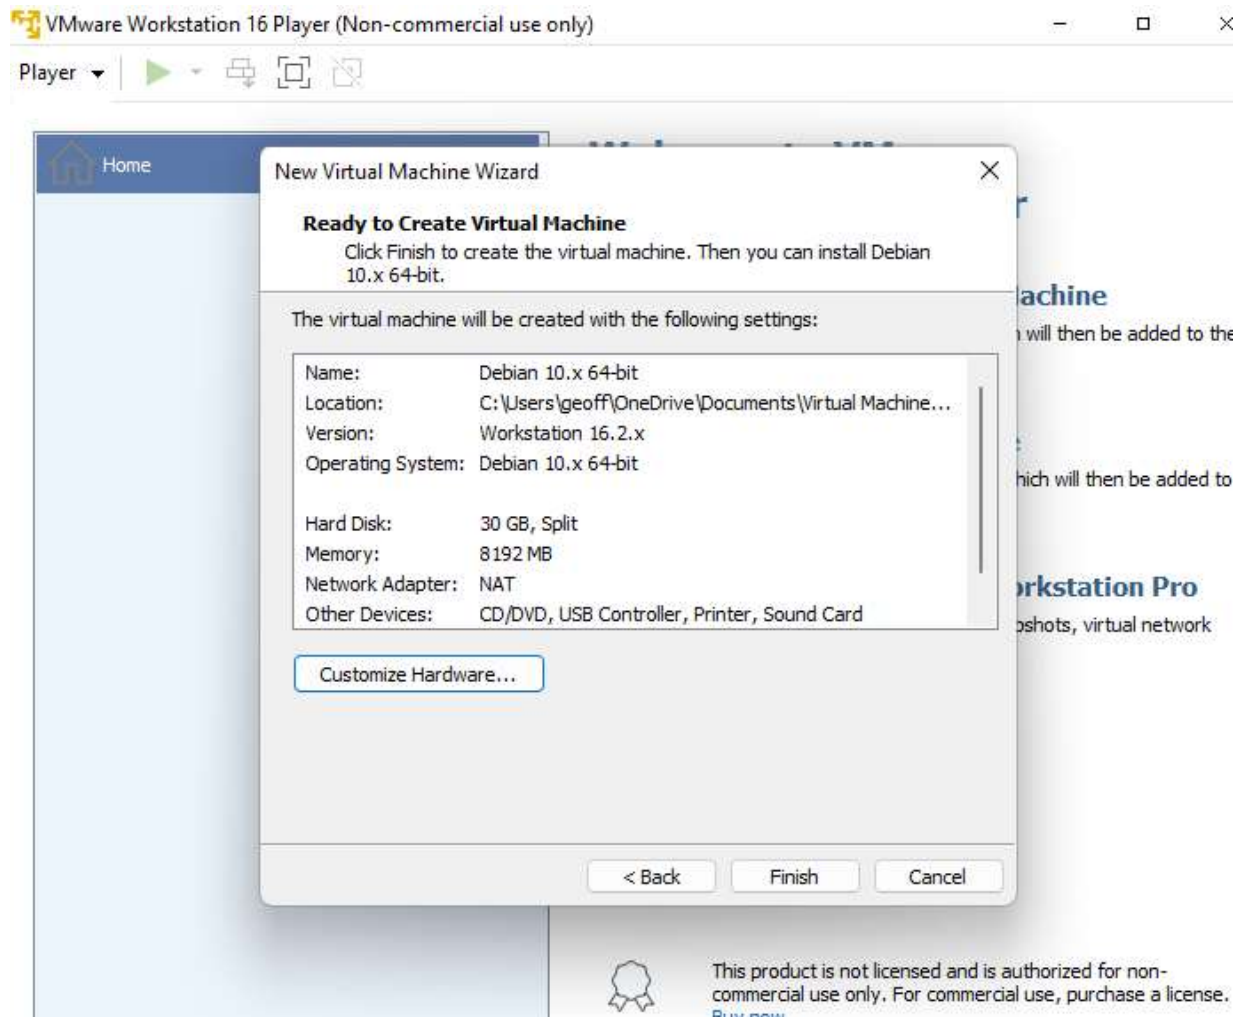 VMware Workstation 16 Player (Non-commercial use only)
Player
Home
New Virtual Machine Wizard
Ready to Create Virtual Machine
Click Finish to create the virtual machine. Then you can install Debian
10.x 64-bit.
The virtual machine will be created with the following settings:
Name: Debian 10.x 64-bit
Location: C:\Users\geoff\OneDrive\Documents\Virtual Machine...
Version: Workstation 16.2.x
Operating System: Debian 10.x 64-bit
Hard Disk: 30 GB, Split
Memory: 8192 MB
Network Adapter: NAT
Other Devices: CD/DVD, USB Controller, Printer, Sound Card
Customize Hardware...
< Back Finish Cancel
achine
will then be added to the
hich will then be added to
orkstation Pro
pshots, virtual network
This product is not licensed and is authorized for non-
commercial use only. For commercial use, purchase a license.
Buy now